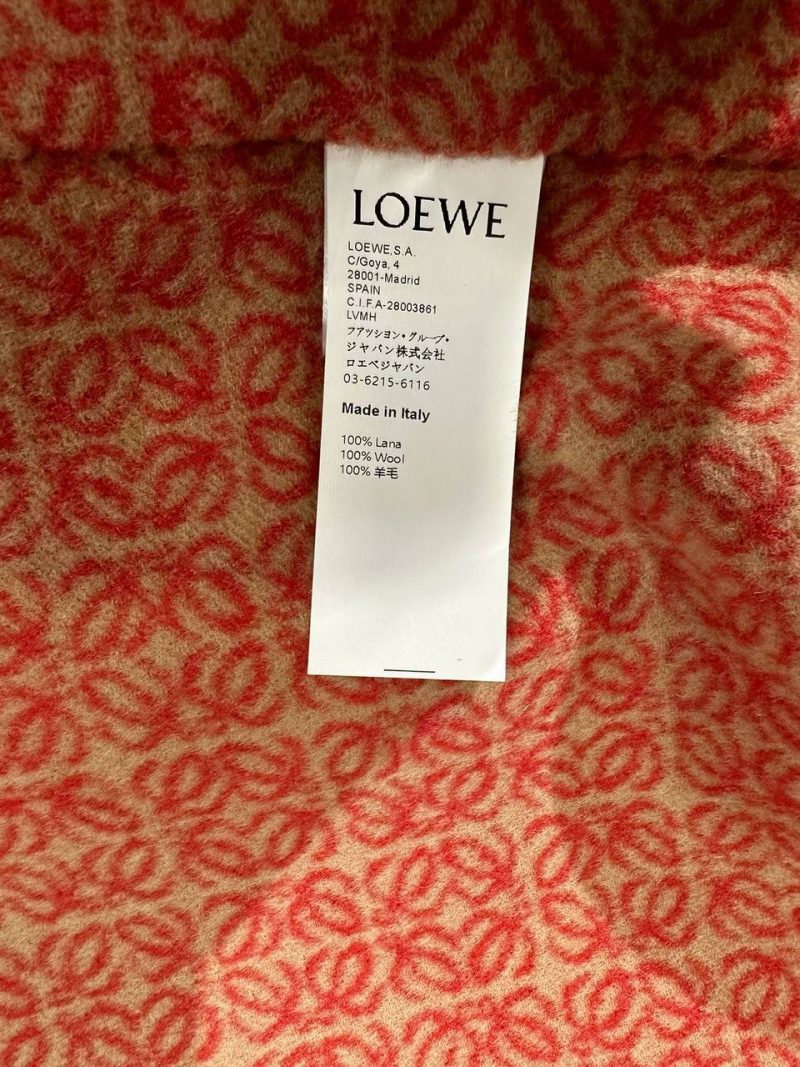 LOEWE
LOEWE,S.A.
C/Goya, 4
28001-Madrid
SPAIN
C.I.F.A-28003861
LVMH
フアッション・グループ・
ジャパン株式会社
ロエベジャパン
03-6215-6116
Made in Italy
100% Lana
100% Wool
100% 羊毛